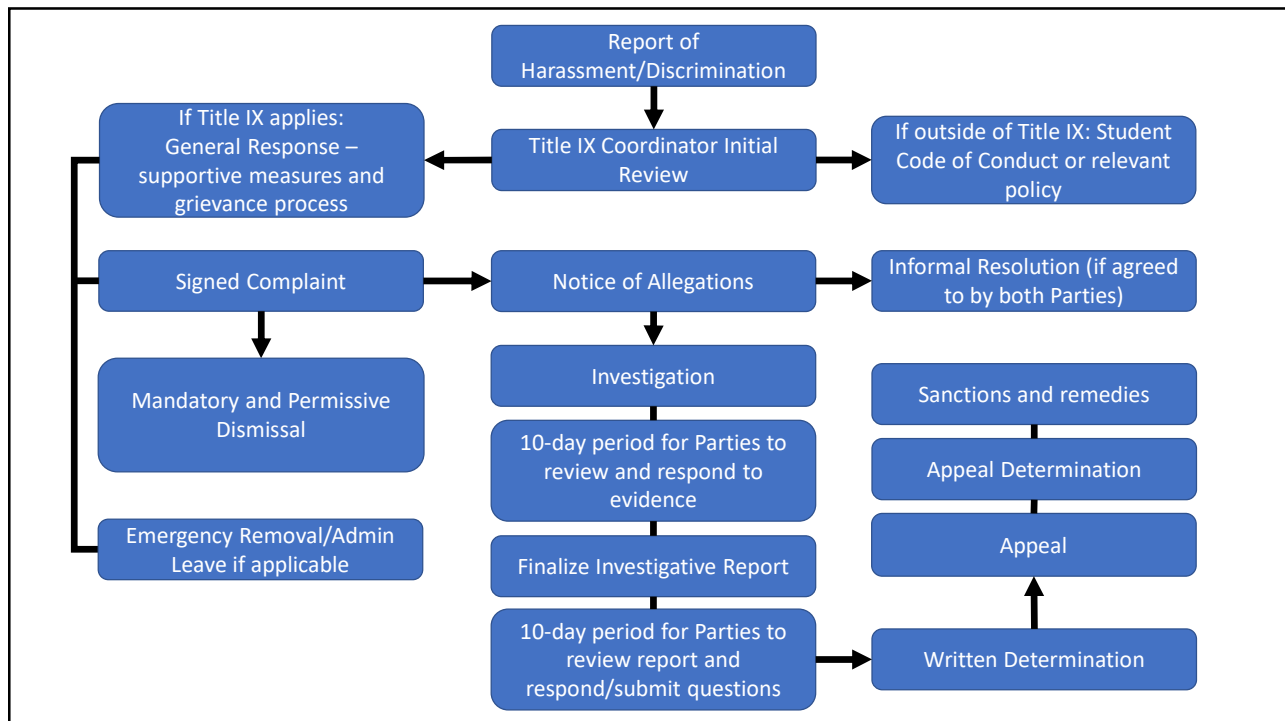 Report of
Harassment/Discrimination
If Title IX applies:
General Response –
supportive measures and
grievance process
Title IX Coordinator Initial
Review
If outside of Title IX: Student
Code of Conduct or relevant
policy
Signed Complaint
Notice of Allegations
Informal Resolution (if agreed
to by both Parties)
Mandatory and Permissive
Dismissal
Investigation
Sanctions and remedies
10-day period for Parties to
review and respond to
evidence
Appeal Determination
Emergency Removal/Admin
Leave if applicable
Finalize Investigative Report
Appeal
10-day period for Parties to
review report and
respond/submit questions
Written Determination